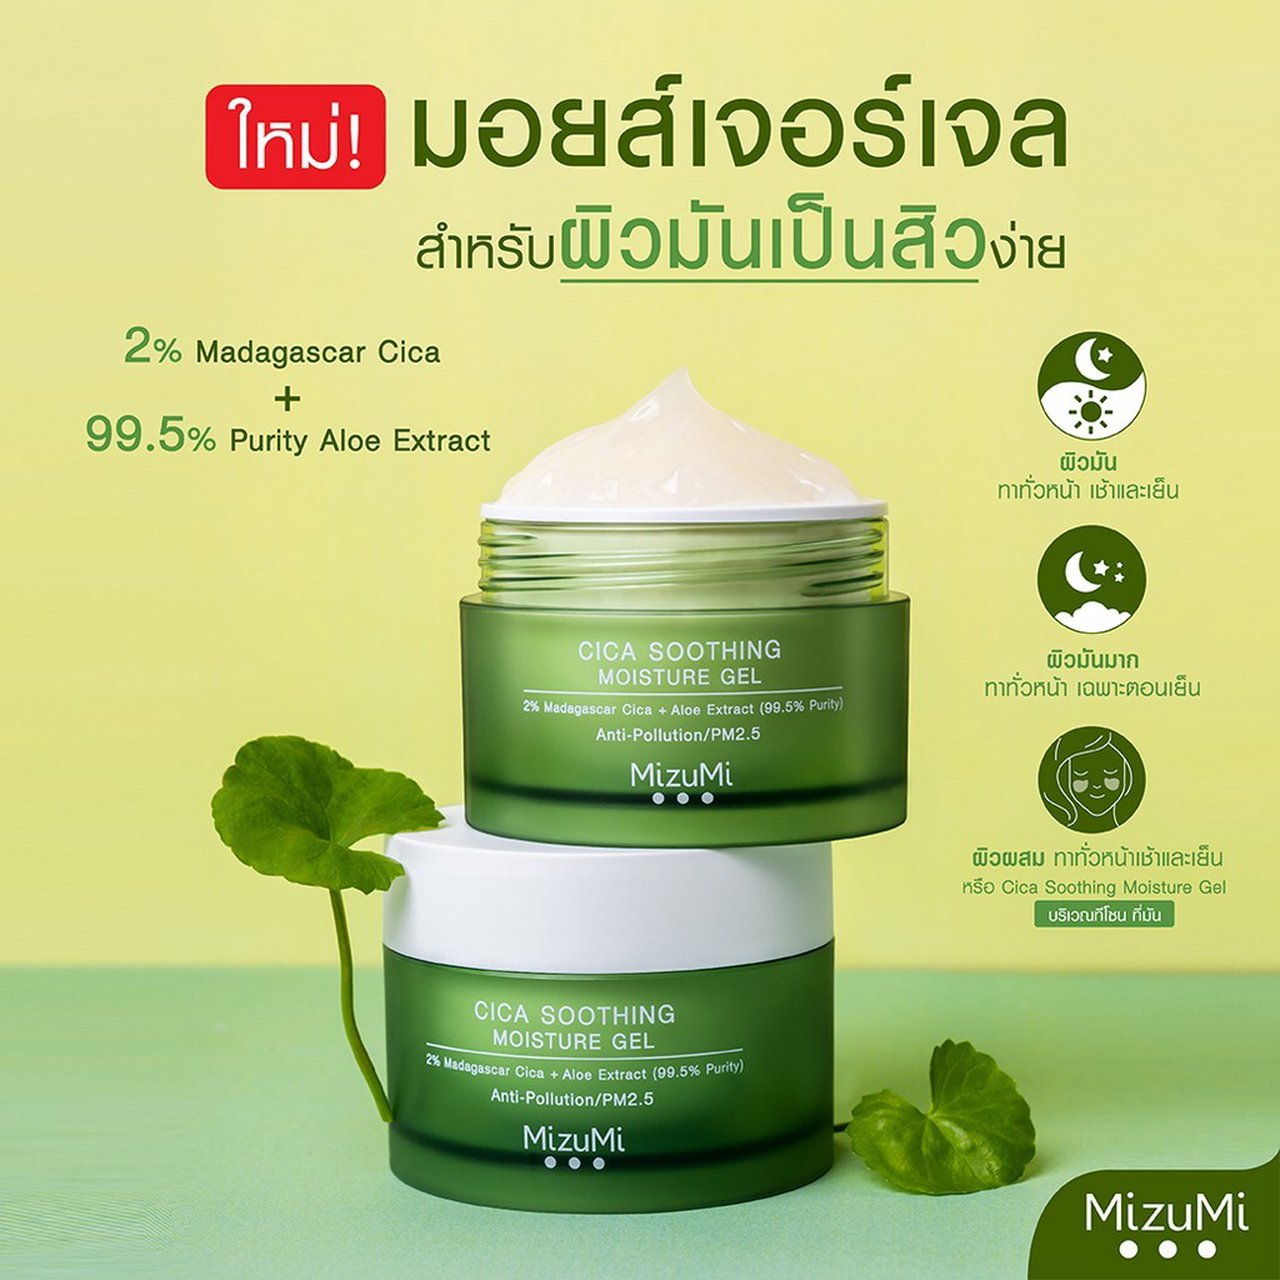 ใหม่! มอยส์เจอร์เจล
สำหรับผิวมันเป็นสิวง่าย
2% Madagascar Cica
+
99.5% Purity Aloe Extract
ผิวมัน
ทาทั่วหน้า เช้าและเย็น
ผิวมันมาก
ทาทั่วหน้า เฉพาะตอนเย็น
ผิวผสม ทาทั่วหน้าเช้าและเย็น
หรือ Cica Soothing Moisture Gel
บริเวณทีโซน ที่มัน
CICA SOOTHING
MOISTURE GEL
2% Madagascar Cica + Aloe Extract (99.5% Purity)
Anti-Pollution/PM2.5
MizuMi
CICA SOOTHING
MOISTURE GEL
2% Madagascar Cica + Aloe Extract (99.5% Purity)
Anti-Pollution/PM2.5
MizuMi
MizuMi